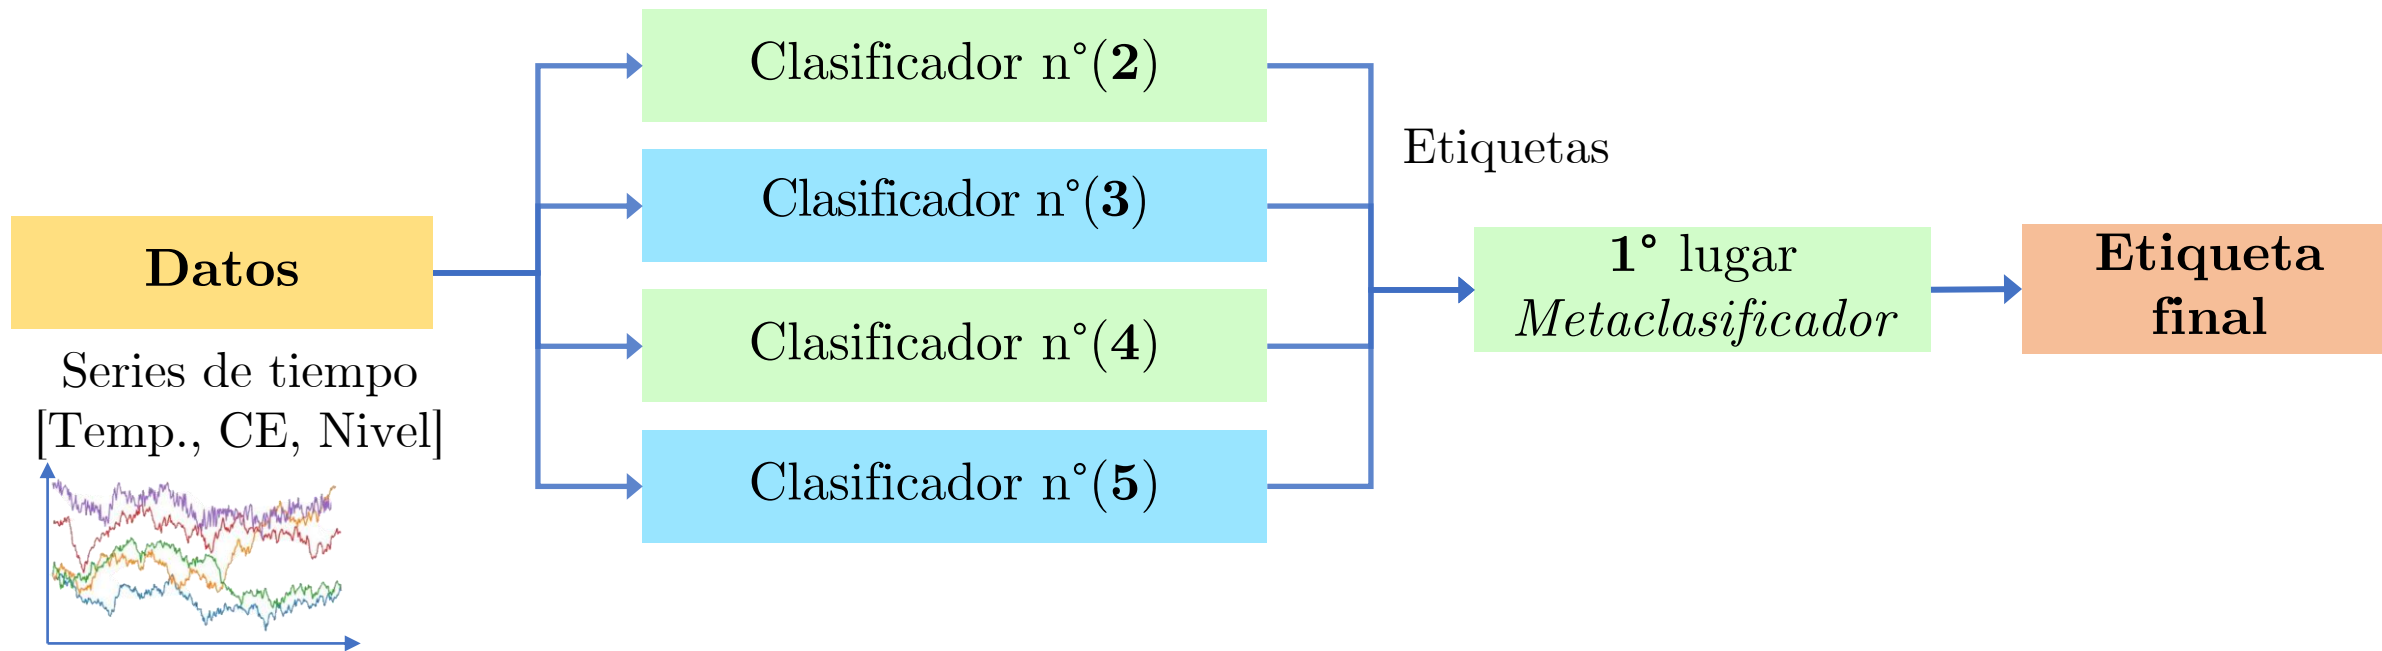 Datos
Series de tiempo
[Temp., CE, Nivel]
Clasificador n°(2)
Clasificador n°(3)
Clasificador n°(4)
Clasificador n°(5)
Etiquetas
1° lugar
Metaclasificador
Etiqueta
final